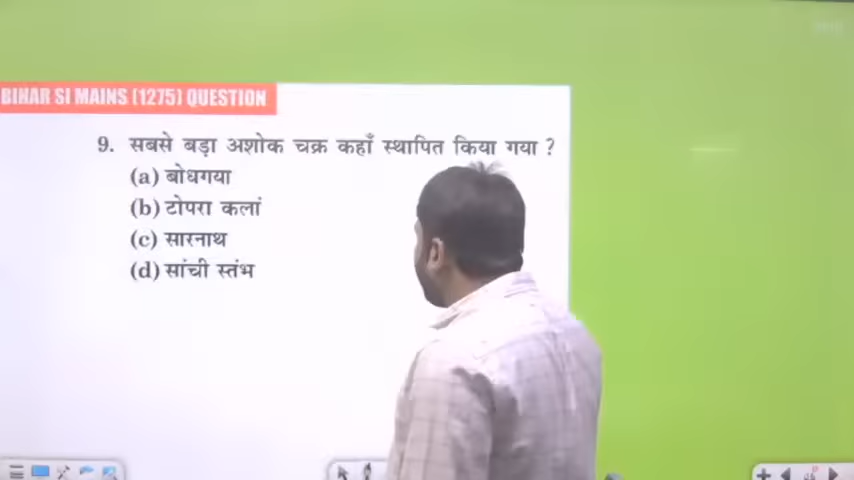 BIHAR SI MAINS (1275) QUESTION
9. सबसे बड़ा अशोक चक्र कहाँ स्थापित किया गया ?
(a) बोधगया
(b) टोपरा कलां
(c) सारनाथ
(d) सांची स्तंभ